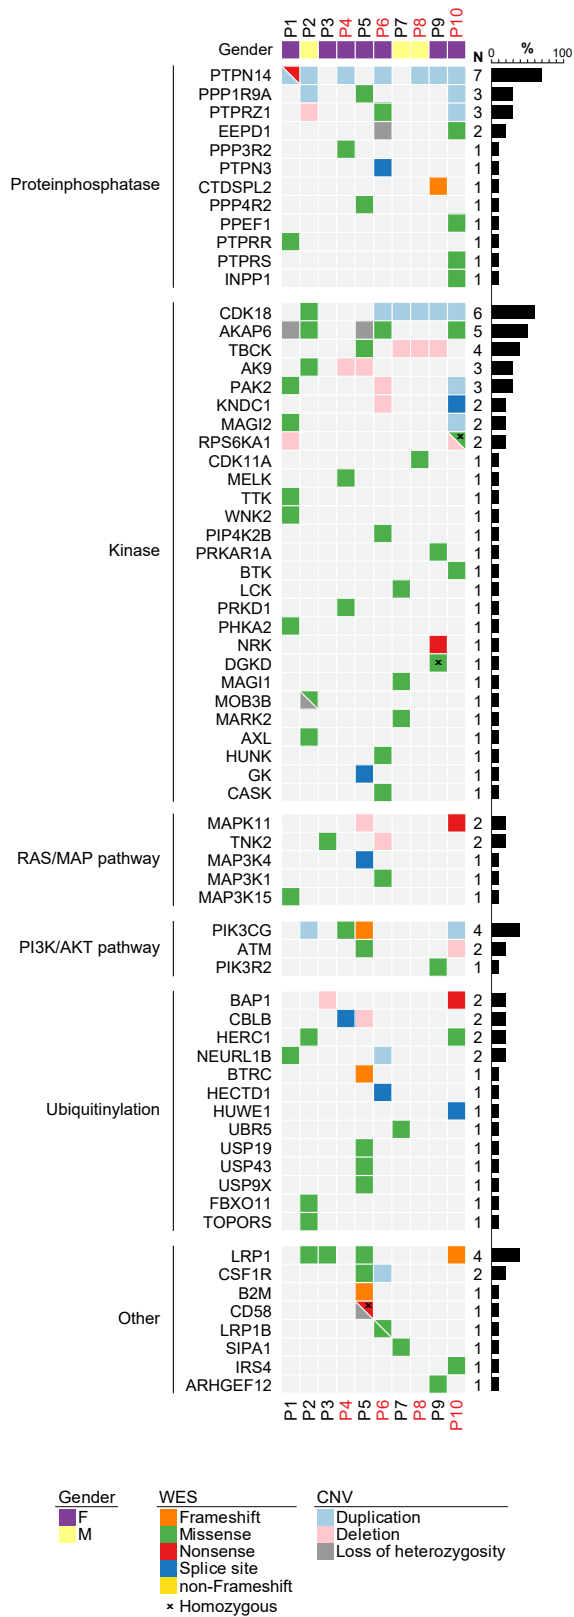 P1 P2 P3 P4 P5 P6 P7 P8 P9 P10
Gender N 0 % 100
PTPN14 7
PPP1R9A 3
PTPRZ1 3
EEPD1 2
PPP3R2 1
PTPN3 1
Proteinphosphatase
CTDSPL2 1
PPP4R2 1
PPEF1 1
PTPRR 1
PTPRS 1
INPP1 1
CDK18 6
AKAP6 5
TBCK 4
AK9 3
PAK2 3
KNDC1 2
MAGI2 2
RPS6KA1 × 2
CDK11A 1
MELK 1
TTK 1
WNK2 1
PIP4K2B 1
Kinase
PRKAR1A 1
BTK 1
LCK 1
PRKD1 1
PHKA2 1
NRK 1
DGKD × 1
MAGI1 1
MOB3B 1
MARK2 1
AXL 1
HUNK 1
GK 1
CASK 1
MAPK11 2
TNK2 2
RAS/MAP pathway
MAP3K4 1
MAP3K1 1
MAP3K15 1
PIK3CG 4
PI3K/AKT pathway
ATM 2
PIK3R2 1
BAP1 2
CBLB 2
HERC1 2
NEURL1B 2
BTRC 1
HECTD1 1
Ubiquitinylation
HUWE1 1
UBR5 1
USP19 1
USP43 1
USP9X 1
FBXO11 1
TOPORS 1
LRP1 4
CSF1R 2
B2M 1
Other
CD58 × 1
LRP1B 1
SIPA1 1
IRS4 1
ARHGEF12 1
P1 P2 P3 P4 P5 P6 P7 P8 P9 P10
Gender
F
M
WES
Frameshift
Missense
Nonsense
Splice site
non-Frameshift
× Homozygous
CNV
Duplication
Deletion
Loss of heterozygosity